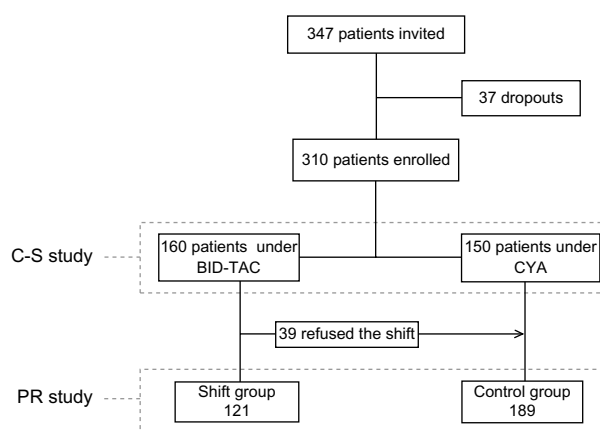 347 patients invited
37 dropouts
310 patients enrolled
C-S study
160 patients under
BID-TAC
150 patients under
CYA
39 refused the shift
PR study
Shift group
121
Control group
189